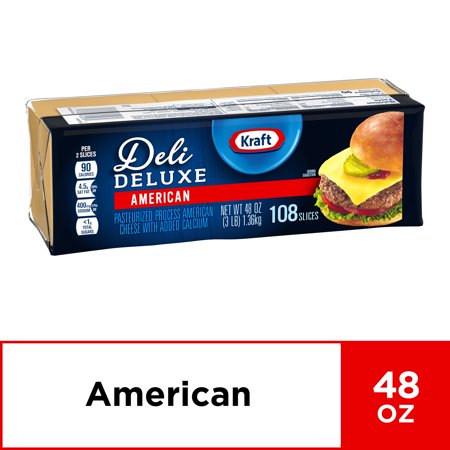 PER
2 SLICES
90
CALORIES
4.5g
SAT FAT
400mg
SODIUM
<1g
TOTAL
SUGARS
Deli
DELUXE
AMERICAN
PASTEURIZED PROCESS AMERICAN
CHEESE WITH ADDED CALCIUM
Kraft
NET WT 48 OZ
(3 LB) 1.36kg
108 SLICES
American
48
OZ